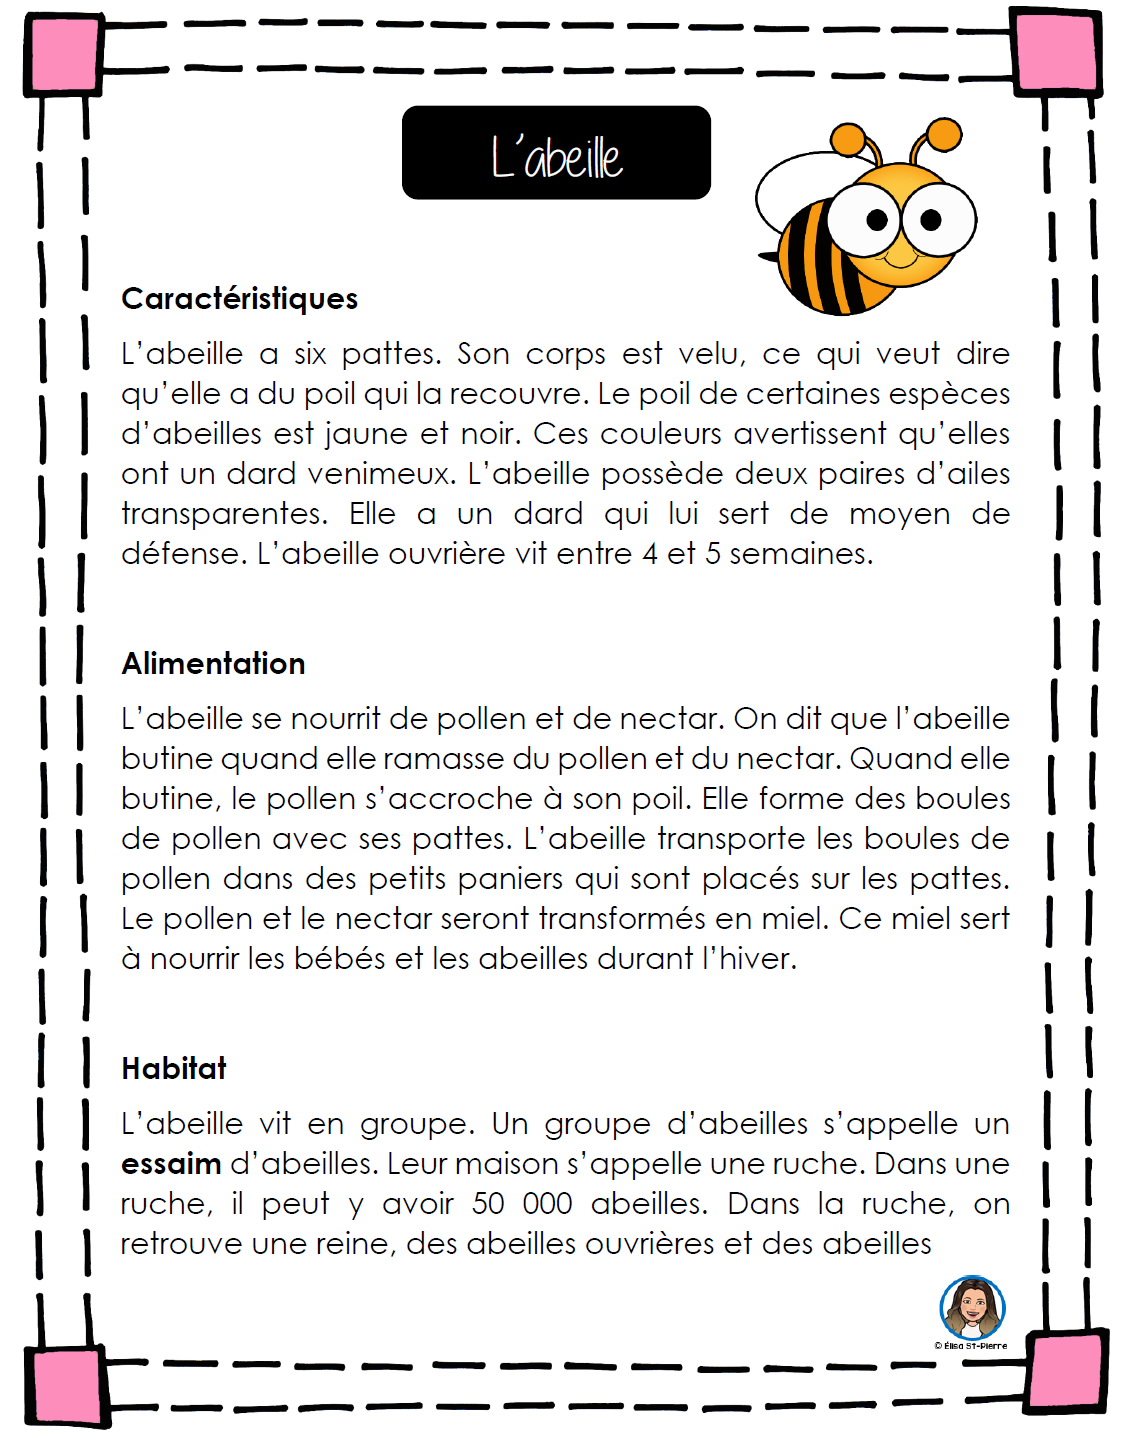 L'abeille
Caractéristiques
L'abeille a six pattes. Son corps est velu, ce qui veut dire
qu'elle a du poil qui la recouvre. Le poil de certaines espèces
d'abeilles est jaune et noir. Ces couleurs avertissent qu'elles
ont un dard venimeux. L'abeille possède deux paires d'ailes
transparentes. Elle a un dard qui lui sert de moyen de
défense. L'abeille ouvrière vit entre 4 et 5 semaines.
Alimentation
L'abeille se nourrit de pollen et de nectar. On dit que l'abeille
butine quand elle ramasse du pollen et du nectar. Quand elle
butine, le pollen s'accroche à son poil. Elle forme des boules
de pollen avec ses pattes. L'abeille transporte les boules de
pollen dans des petits paniers qui sont placés sur les pattes.
Le pollen et le nectar seront transformés en miel. Ce miel sert
à nourrir les bébés et les abeilles durant l'hiver.
Habitat
L'abeille vit en groupe. Un groupe d'abeilles s'appelle un
essaim d'abeilles. Leur maison s'appelle une ruche. Dans une
ruche, il peut y avoir 50 000 abeilles. Dans la ruche, on
retrouve une reine, des abeilles ouvrières et des abeilles
© Élisa St-Pierre